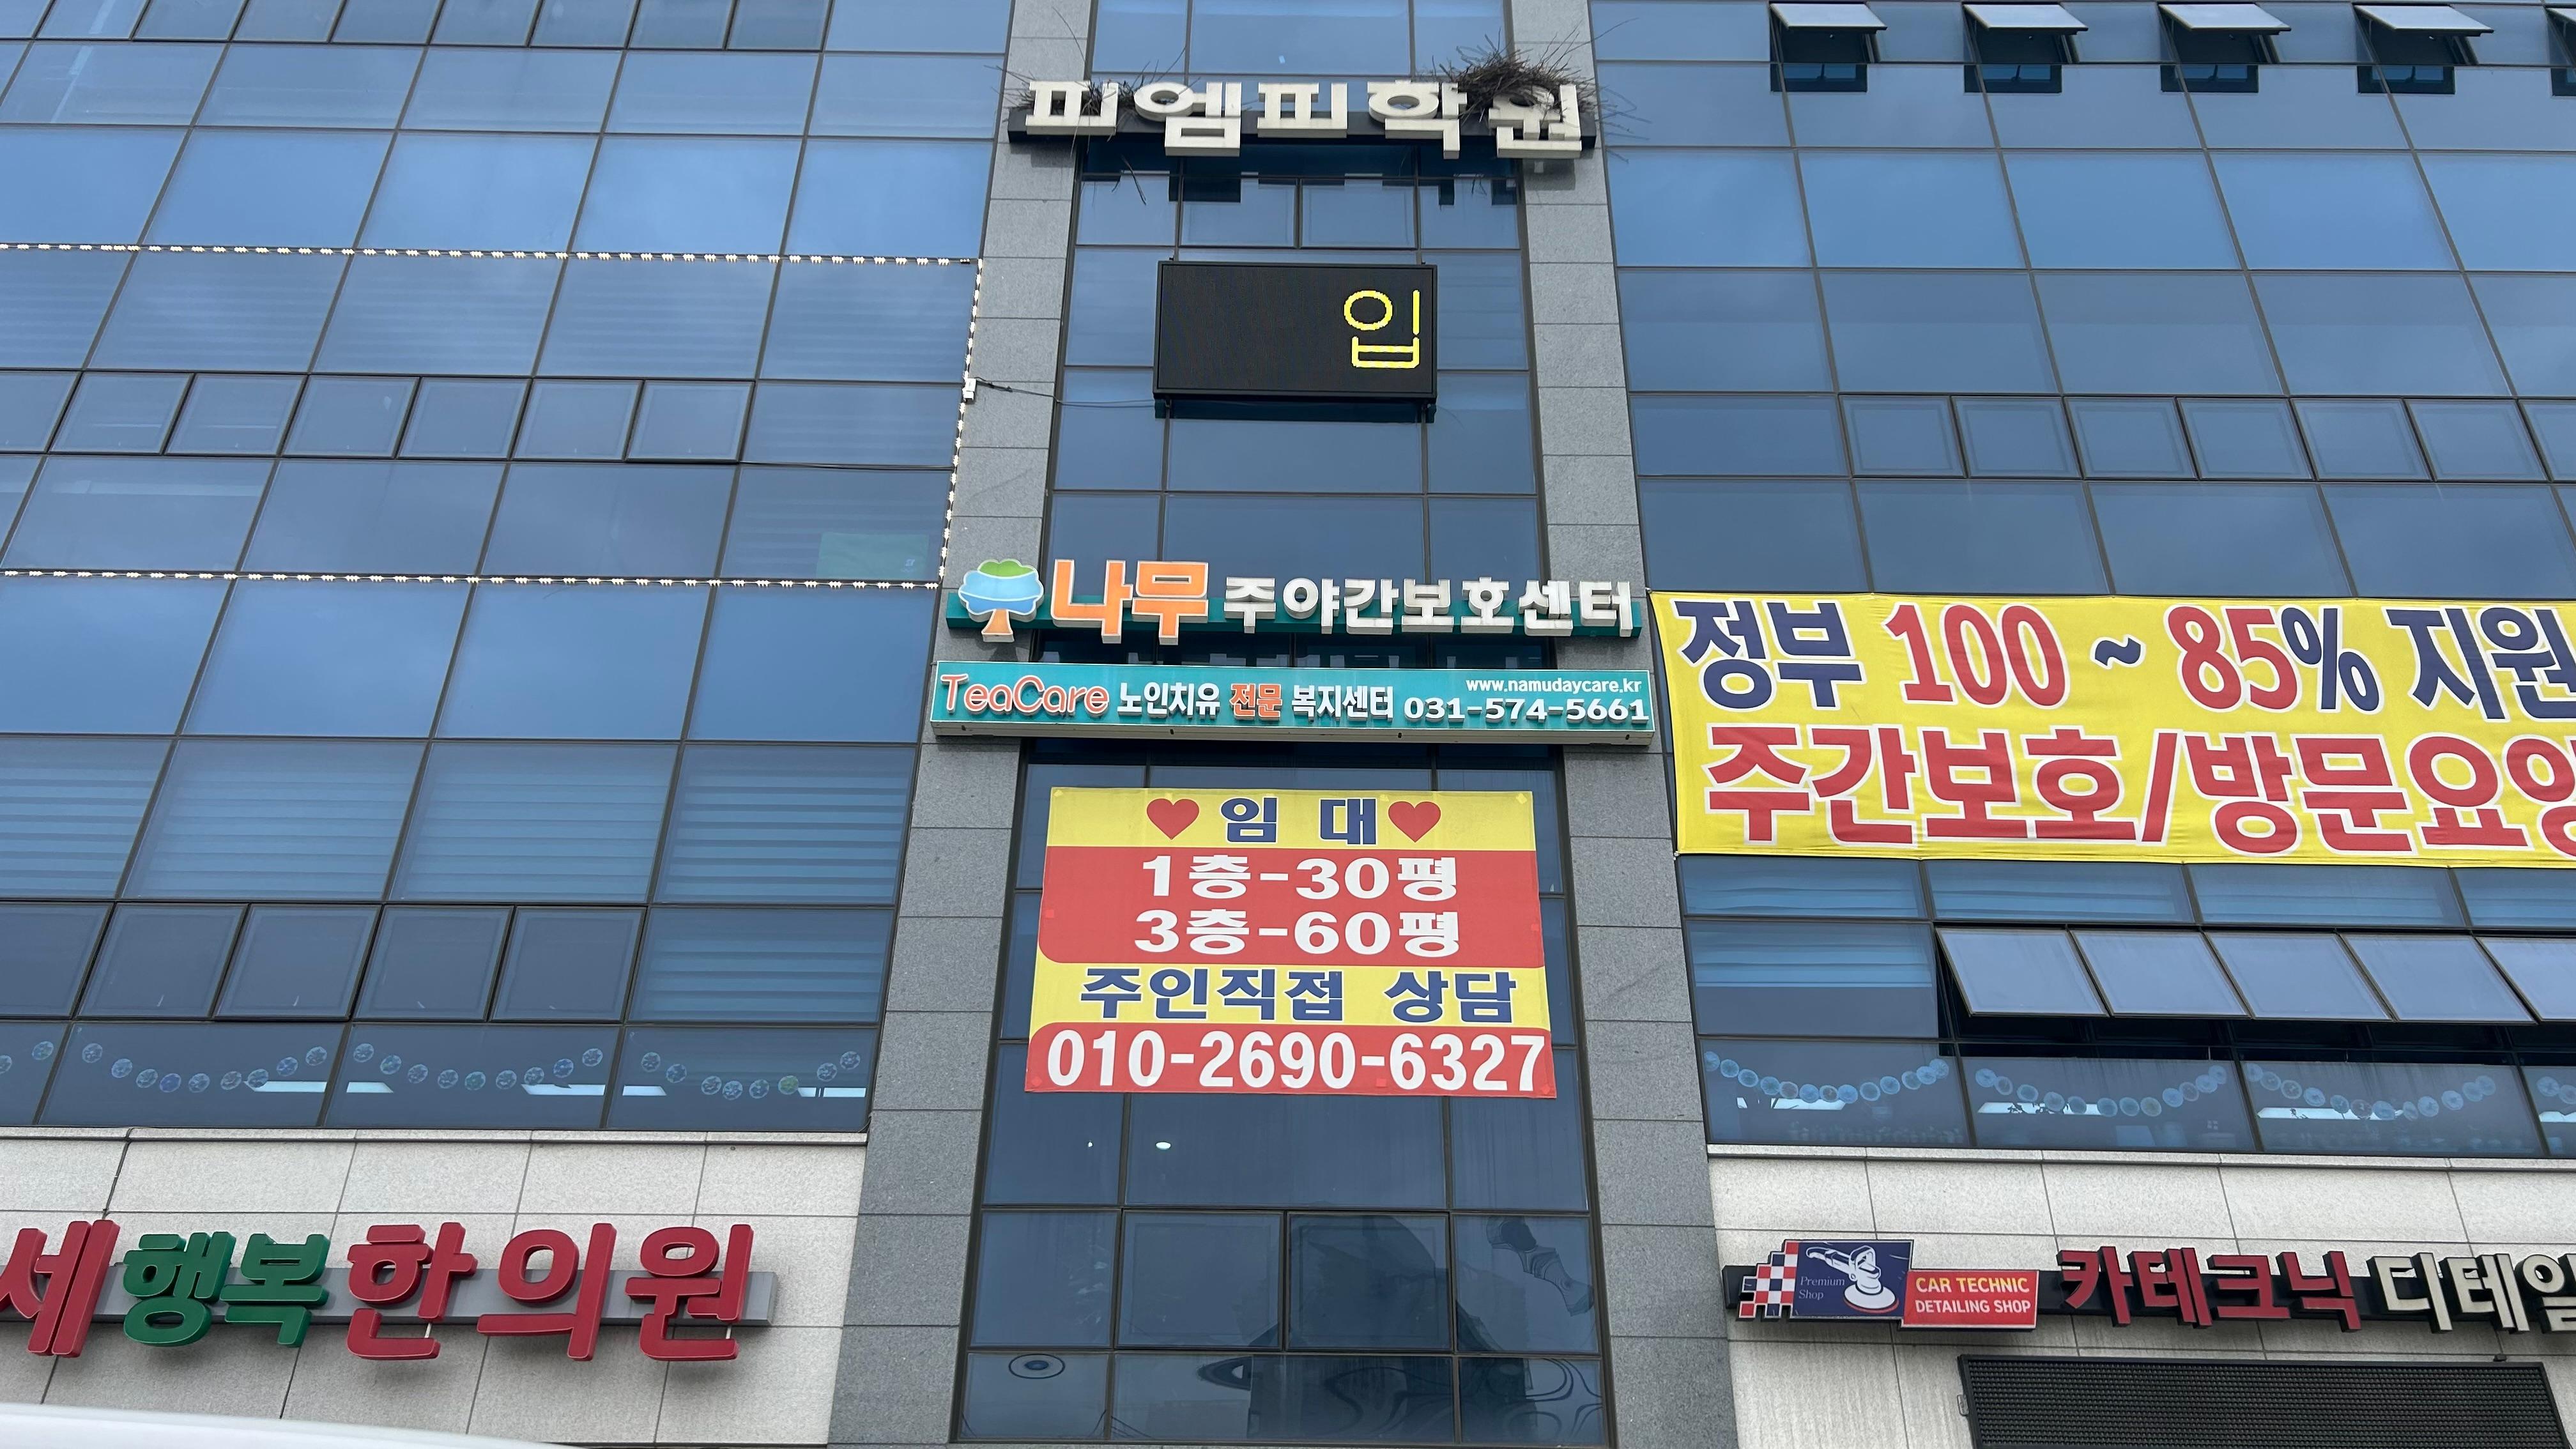 피엠피학원
입
나무 주야간보호센터
TeaCare 노인치유 전문 복지센터 www.namudaycare.kr 031-574-5661
정부 100 ~ 85% 지원
주간보호/방문요양
임 대
1층-30평
3층-60평
주인직접 상담
010-2690-6327
세행복한의원
Premium Shop
CAR TECHNIC
DETAILING SHOP
카테크닉 디테일